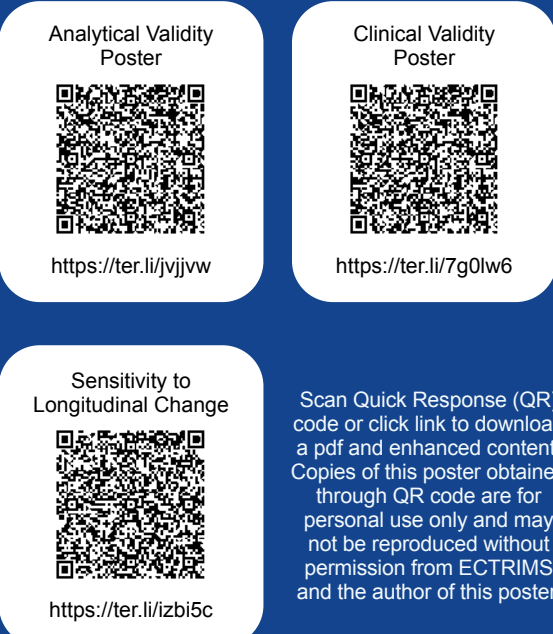 Analytical Validity
Poster
https://ter.li/jvjjvw
Clinical Validity
Poster
https://ter.li/7g0lw6
Sensitivity to
Longitudinal Change
https://ter.li/izbi5c
Scan Quick Response (QR)
code or click link to downloa
a pdf and enhanced content
Copies of this poster obtaine
through QR code are for
personal use only and may
not be reproduced without
permission from ECTRIMS
and the author of this poster